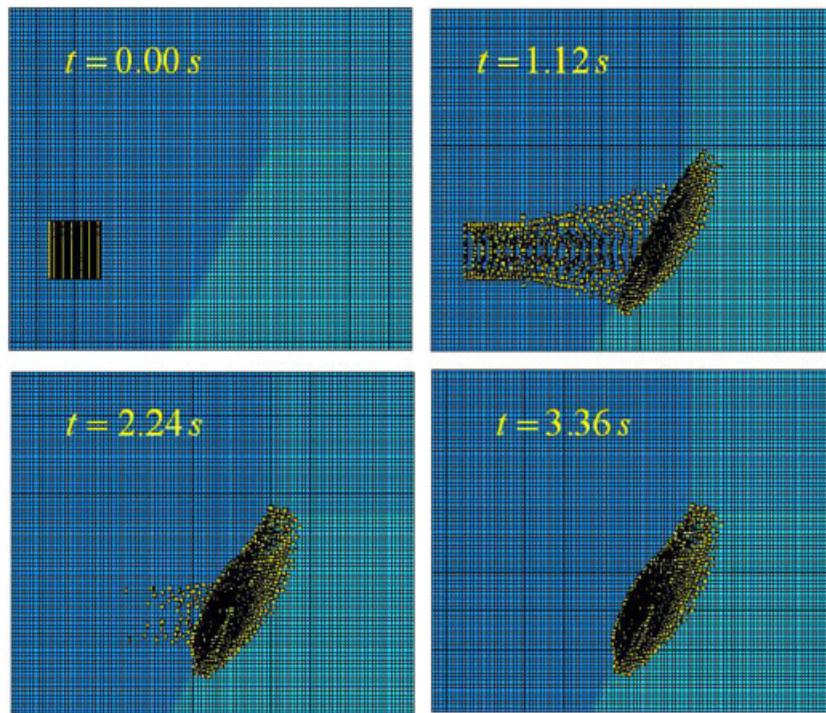 t = 0.00 s
t = 1.12 s
t = 2.24 s
t = 3.36 s